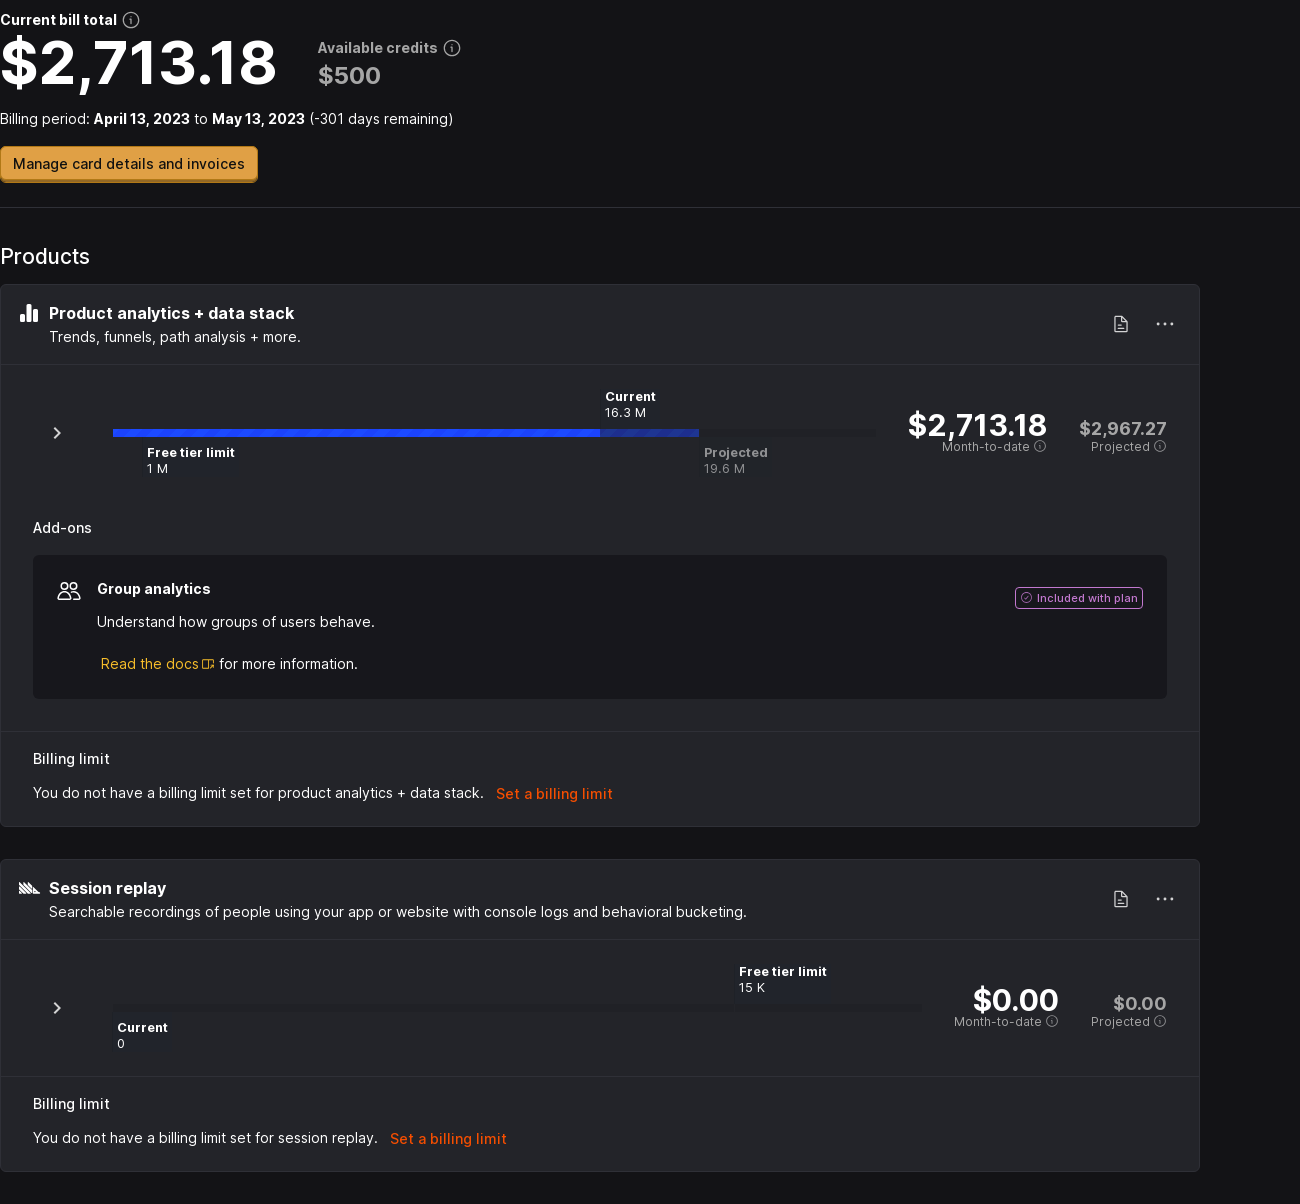 Current bill total
$2,713.18
Available credits
$500
Billing period: April 13, 2023 to May 13, 2023 (-301 days remaining)
Manage card details and invoices
Products
Product analytics + data stack
Trends, funnels, path analysis + more.
Current
16.3 M
Free tier limit
1 M
Projected
19.6 M
$2,713.18
Month-to-date
$2,967.27
Projected
Add-ons
Group analytics
Included with plan
Understand how groups of users behave.
Read the docs for more information.
Billing limit
You do not have a billing limit set for product analytics + data stack. Set a billing limit
Session replay
Searchable recordings of people using your app or website with console logs and behavioral bucketing.
Free tier limit
15 K
Current
0
$0.00
Month-to-date
$0.00
Projected
Billing limit
You do not have a billing limit set for session replay. Set a billing limit